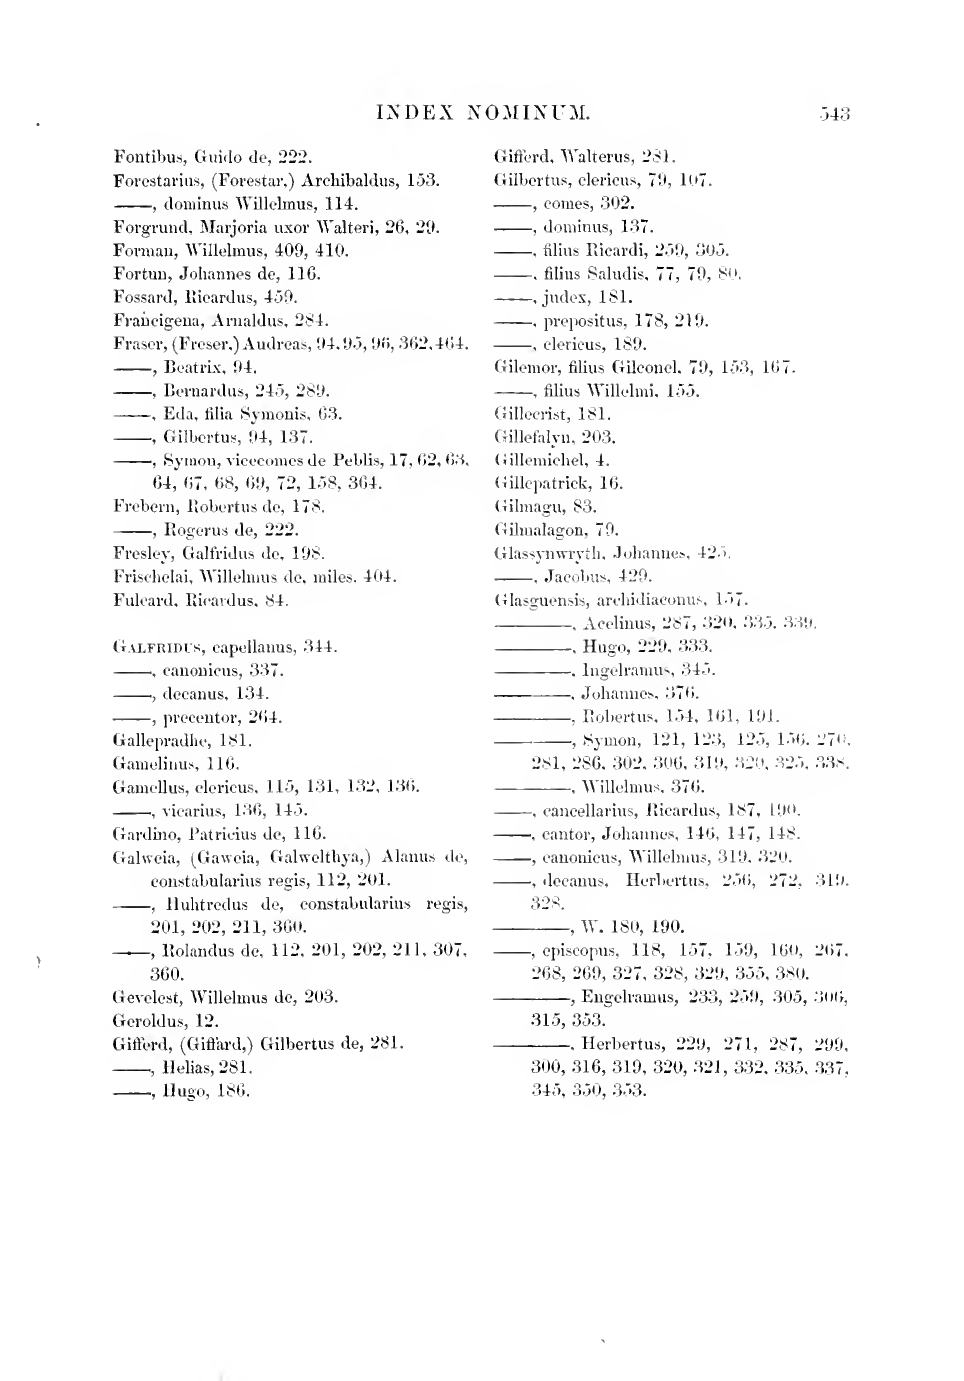 INDEX NOMINUM. 543
Fontibus, Guido de, 222.
Forestarius, (Forestar.) Archibaldus, 153.
——, dominus Willelmus, 114.
Forgrund, Marjoria uxor Walteri, 26, 29.
Forman, Willelmus, 409, 410.
Fortun, Johannes de, 116.
Fossard, Ricardus, 459.
Francigena, Arnaldus, 284.
Fraser, (Freser,) Andreas, 94, 95, 96, 362, 464.
——, Beatrix, 94.
——, Bernardus, 245, 289.
——, Eda, filia Symonis, 63.
——, Gilbertus, 94, 137.
——, Symon, vicecomes de Peblis, 17, 62, 63,
64, 67, 68, 69, 72, 158, 364.
Frebern, Robertus de, 178.
——, Rogerus de, 222.
Fresley, Galfridus de, 198.
Frischelai, Willelmus de, miles. 404.
Fulcard, Ricardus, 84.
GALFRIDUS, capellanus, 344.
——, canonicus, 337.
——, decanus, 134.
——, precentor, 264.
Gallepradhe, 181.
Gamelinus, 116.
Gamellus, clericus, 115, 131, 132, 136.
——, vicarius, 136, 145.
Gardino, Patricius de, 116.
Galweia, (Gaweia, Galwelthya,) Alanus de,
constabularius regis, 112, 201.
——, Huhtredus de, constabularius regis,
201, 202, 211, 360.
——, Rolandus de, 112, 201, 202, 211, 307,
360.
Gevelest, Willelmus de, 203.
Geroldus, 12.
Gifferd, (Giffard,) Gilbertus de, 281.
——, Helias, 281.
——, Hugo, 186.
Gifferd, Walterus, 281.
Gilbertus, clericus, 79, 107.
——, comes, 302.
——, dominus, 137.
——, filius Ricardi, 259, 305.
——, filius Saludis, 77, 79, 80.
——, judex, 181.
——, prepositus, 178, 219.
——, clericus, 189.
Gilemor, filius Gilconel, 79, 153, 167.
——, filius Willelmi, 155.
Gillecrist, 181.
Gillefalyn, 203.
Gillemichel, 4.
Gillepatrick, 16.
Gilmagu, 83.
Gilmalagon, 79.
Glassynwryth, Johannes, 425.
——, Jacobus, 429.
Glasguensis, archidiaconus, 157.
————, Acelinus, 287, 320, 335, 339.
————, Hugo, 229, 333.
————, Ingelramus, 345.
————, Johannes, 376.
————, Robertus, 154, 161, 191.
————, Symon, 121, 123, 125, 156, 270,
281, 286, 302, 306, 319, 320, 325, 338.
————, Willelmus, 376.
——, cancellarius, Ricardus, 187, 190.
——, cantor, Johannes, 146, 147, 148.
——, canonicus, Willelmus, 319, 320.
——, decanus, Herbertus, 256, 272, 319,
328.
————, W. 180, 190.
——, episcopus, 118, 157, 159, 160, 267,
268, 269, 327, 328, 329, 355, 380.
————, Engelramus, 233, 259, 305, 306,
315, 353.
————, Herbertus, 229, 271, 287, 299,
300, 316, 319, 320, 321, 332, 335, 337,
345, 350, 353.